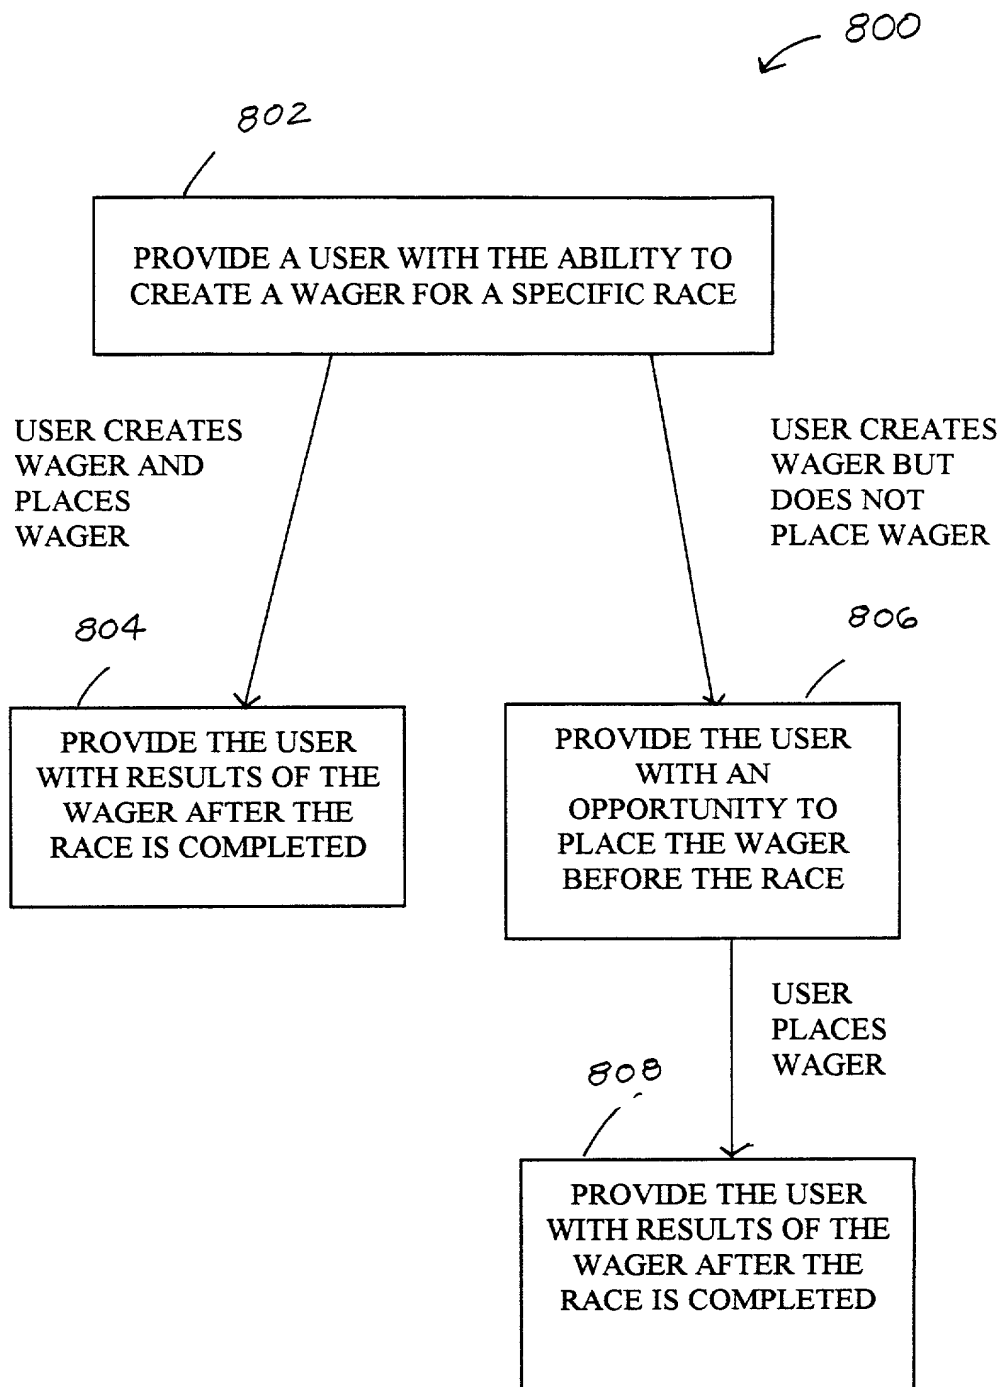 800
802
PROVIDE A USER WITH THE ABILITY TO
CREATE A WAGER FOR A SPECIFIC RACE
USER CREATES
WAGER AND
PLACES
WAGER
USER CREATES
WAGER BUT
DOES NOT
PLACE WAGER
804
806
PROVIDE THE USER
WITH RESULTS OF THE
WAGER AFTER THE
RACE IS COMPLETED
PROVIDE THE USER
WITH AN
OPPORTUNITY TO
PLACE THE WAGER
BEFORE THE RACE
USER
PLACES
WAGER
808
PROVIDE THE USER
WITH RESULTS OF THE
WAGER AFTER THE
RACE IS COMPLETED